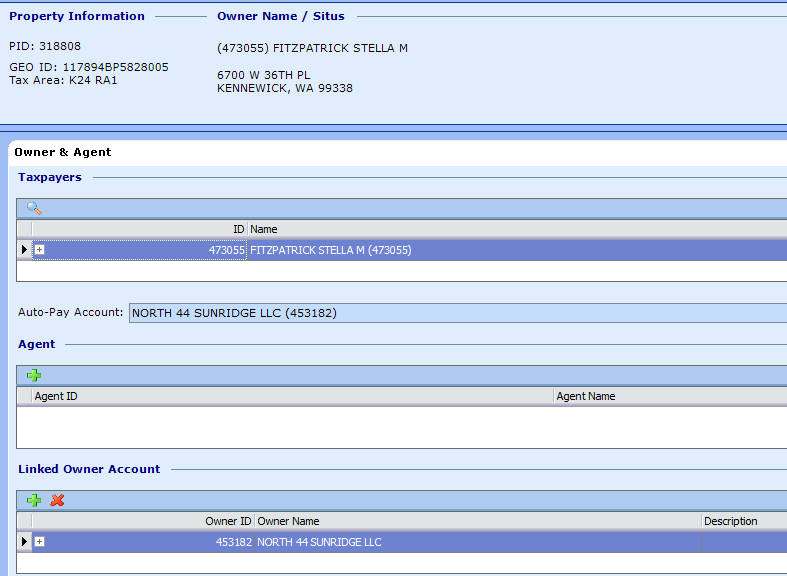 Property Information
Owner Name / Situs
PID: 318808
(473055) FITZPATRICK STELLA M
GEO ID: 117894BP5828005
6700 W 36TH PL
Tax Area: K24 RA1
KENNEWICK, WA 99338
Owner & Agent
Taxpayers
ID Name
473055 FITZPATRICK STELLA M (473055)
Auto-Pay Account: NORTH 44 SUNRIDGE LLC (453182)
Agent
Agent ID Agent Name
Linked Owner Account
Owner ID Owner Name Description
453182 NORTH 44 SUNRIDGE LLC